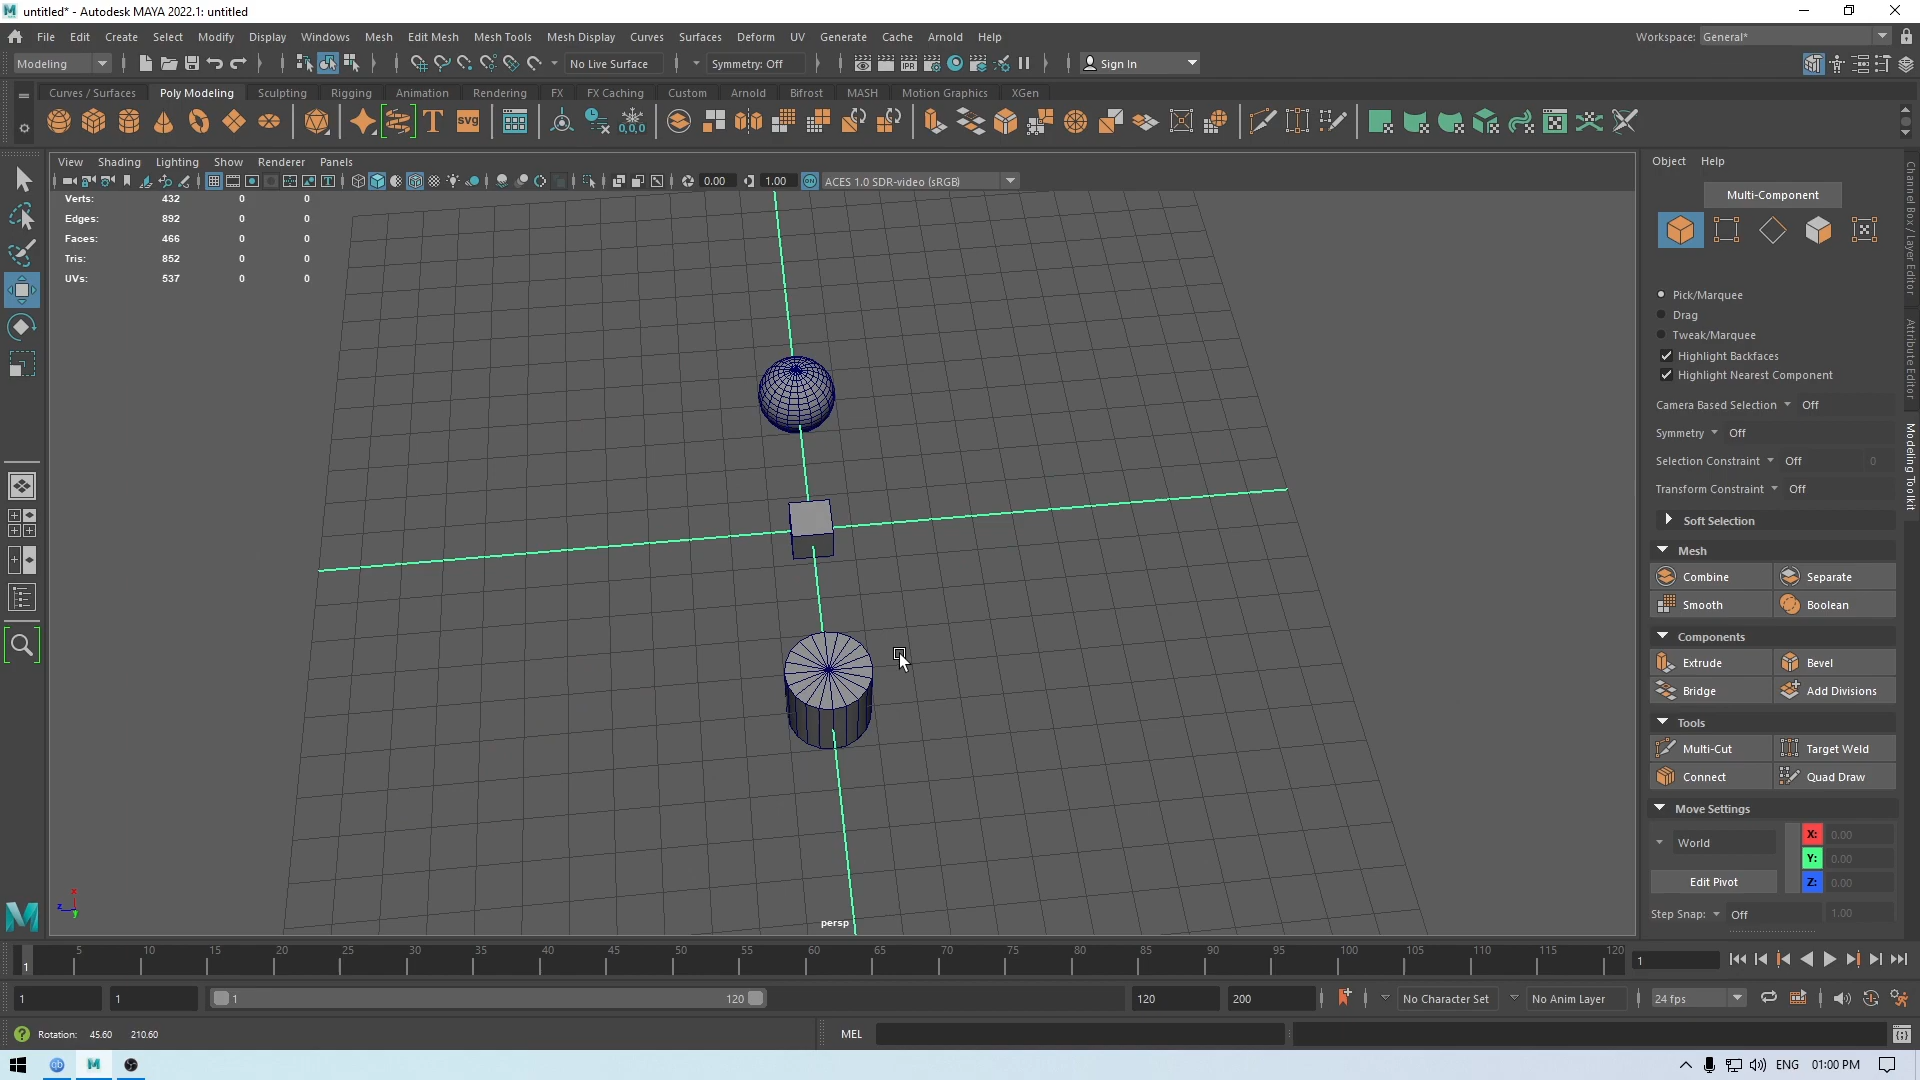 untitled* - Autodesk MAYA 2022.1: untitled
File Edit Create Select Modify Display Windows Mesh Edit Mesh Mesh Tools Mesh Display Curves Surfaces Deform UV Generate Cache Arnold Help Workspace: General*
Modeling No Live Surface Symmetry: Off Sign In
Curves / Surfaces Poly Modeling Sculpting Rigging Animation Rendering FX FX Caching Custom Arnold Bifrost MASH Motion Graphics XGen
View Shading Lighting Show Renderer Panels
0.00 1.00 ACES 1.0 SDR-video (sRGB)
Verts: 432 0 0
Edges: 892 0 0
Faces: 466 0 0
Tris: 852 0 0
UVs: 537 0 0
persp
Object Help
Multi-Component
Pick/Marquee
Drag
Tweak/Marquee
Highlight Backfaces
Highlight Nearest Component
Camera Based Selection Off
Symmetry Off
Selection Constraint Off 0
Transform Constraint Off
Soft Selection
Mesh
Combine Separate
Smooth Boolean
Components
Extrude Bevel
Bridge Add Divisions
Tools
Multi-Cut Target Weld
Connect Quad Draw
Move Settings
World X: 0.00
Y: 0.00
Edit Pivot Z: 0.00
Step Snap: Off 1.00
Channel Box / Layer Editor
Attribute Editor
Modeling Toolkit
5 10 15 20 25 30 35 40 45 50 55 60 65 70 75 80 85 90 95 100 105 110 115 120
1 1
1 1 1 120 120 200 No Character Set No Anim Layer 24 fps
Rotation: 45.60 210.60 MEL
ENG 01:00 PM